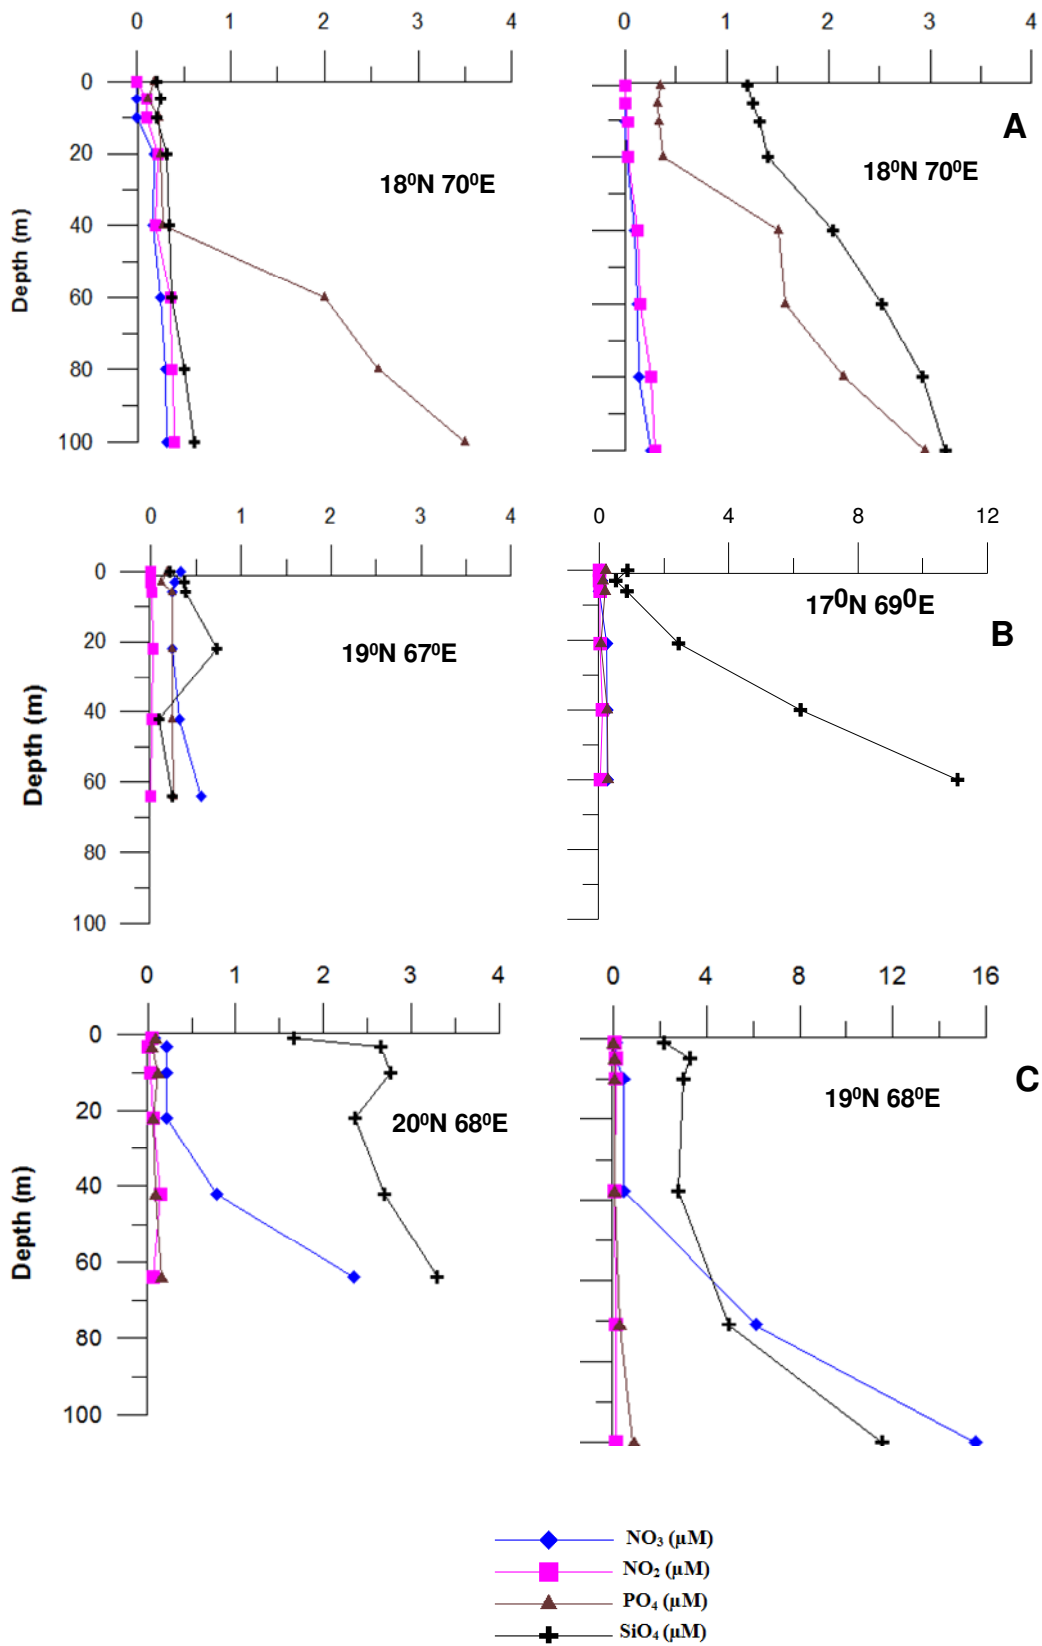 0 1 2 3 4
0 1 2 3 4
0
20
40
60
80
100
Depth (m)
18⁰N 70⁰E
18⁰N 70⁰E
A
0 1 2 3 4
0 4 8 12
0
20
40
60
80
100
Depth (m)
19⁰N 67⁰E
17⁰N 69⁰E
B
0 1 2 3 4
0 4 8 12 16
0
20
40
60
80
100
Depth (m)
20⁰N 68⁰E
19⁰N 68⁰E
C
NO₃ (µM)
NO₂ (µM)
PO₄ (µM)
SiO₄ (µM)